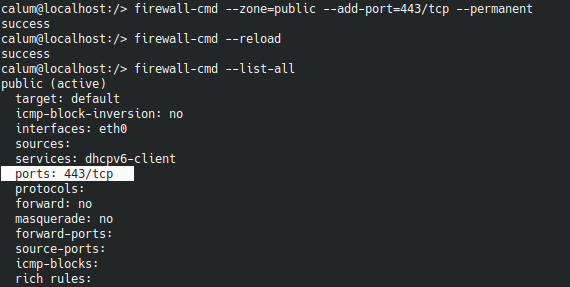 calum@localhost:/> firewall-cmd --zone=public --add-port=443/tcp --permanent
success
calum@localhost:/> firewall-cmd --reload
success
calum@localhost:/> firewall-cmd --list-all
public (active)
  target: default
  icmp-block-inversion: no
  interfaces: eth0
  sources:
  services: dhcpv6-client
  ports: 443/tcp
  protocols:
  forward: no
  masquerade: no
  forward-ports:
  source-ports:
  icmp-blocks:
  rich rules: